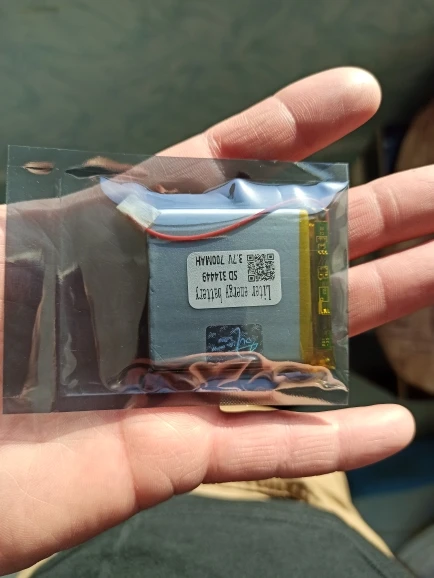 Liter energy battery
SD 314449
3.7V 700MAH